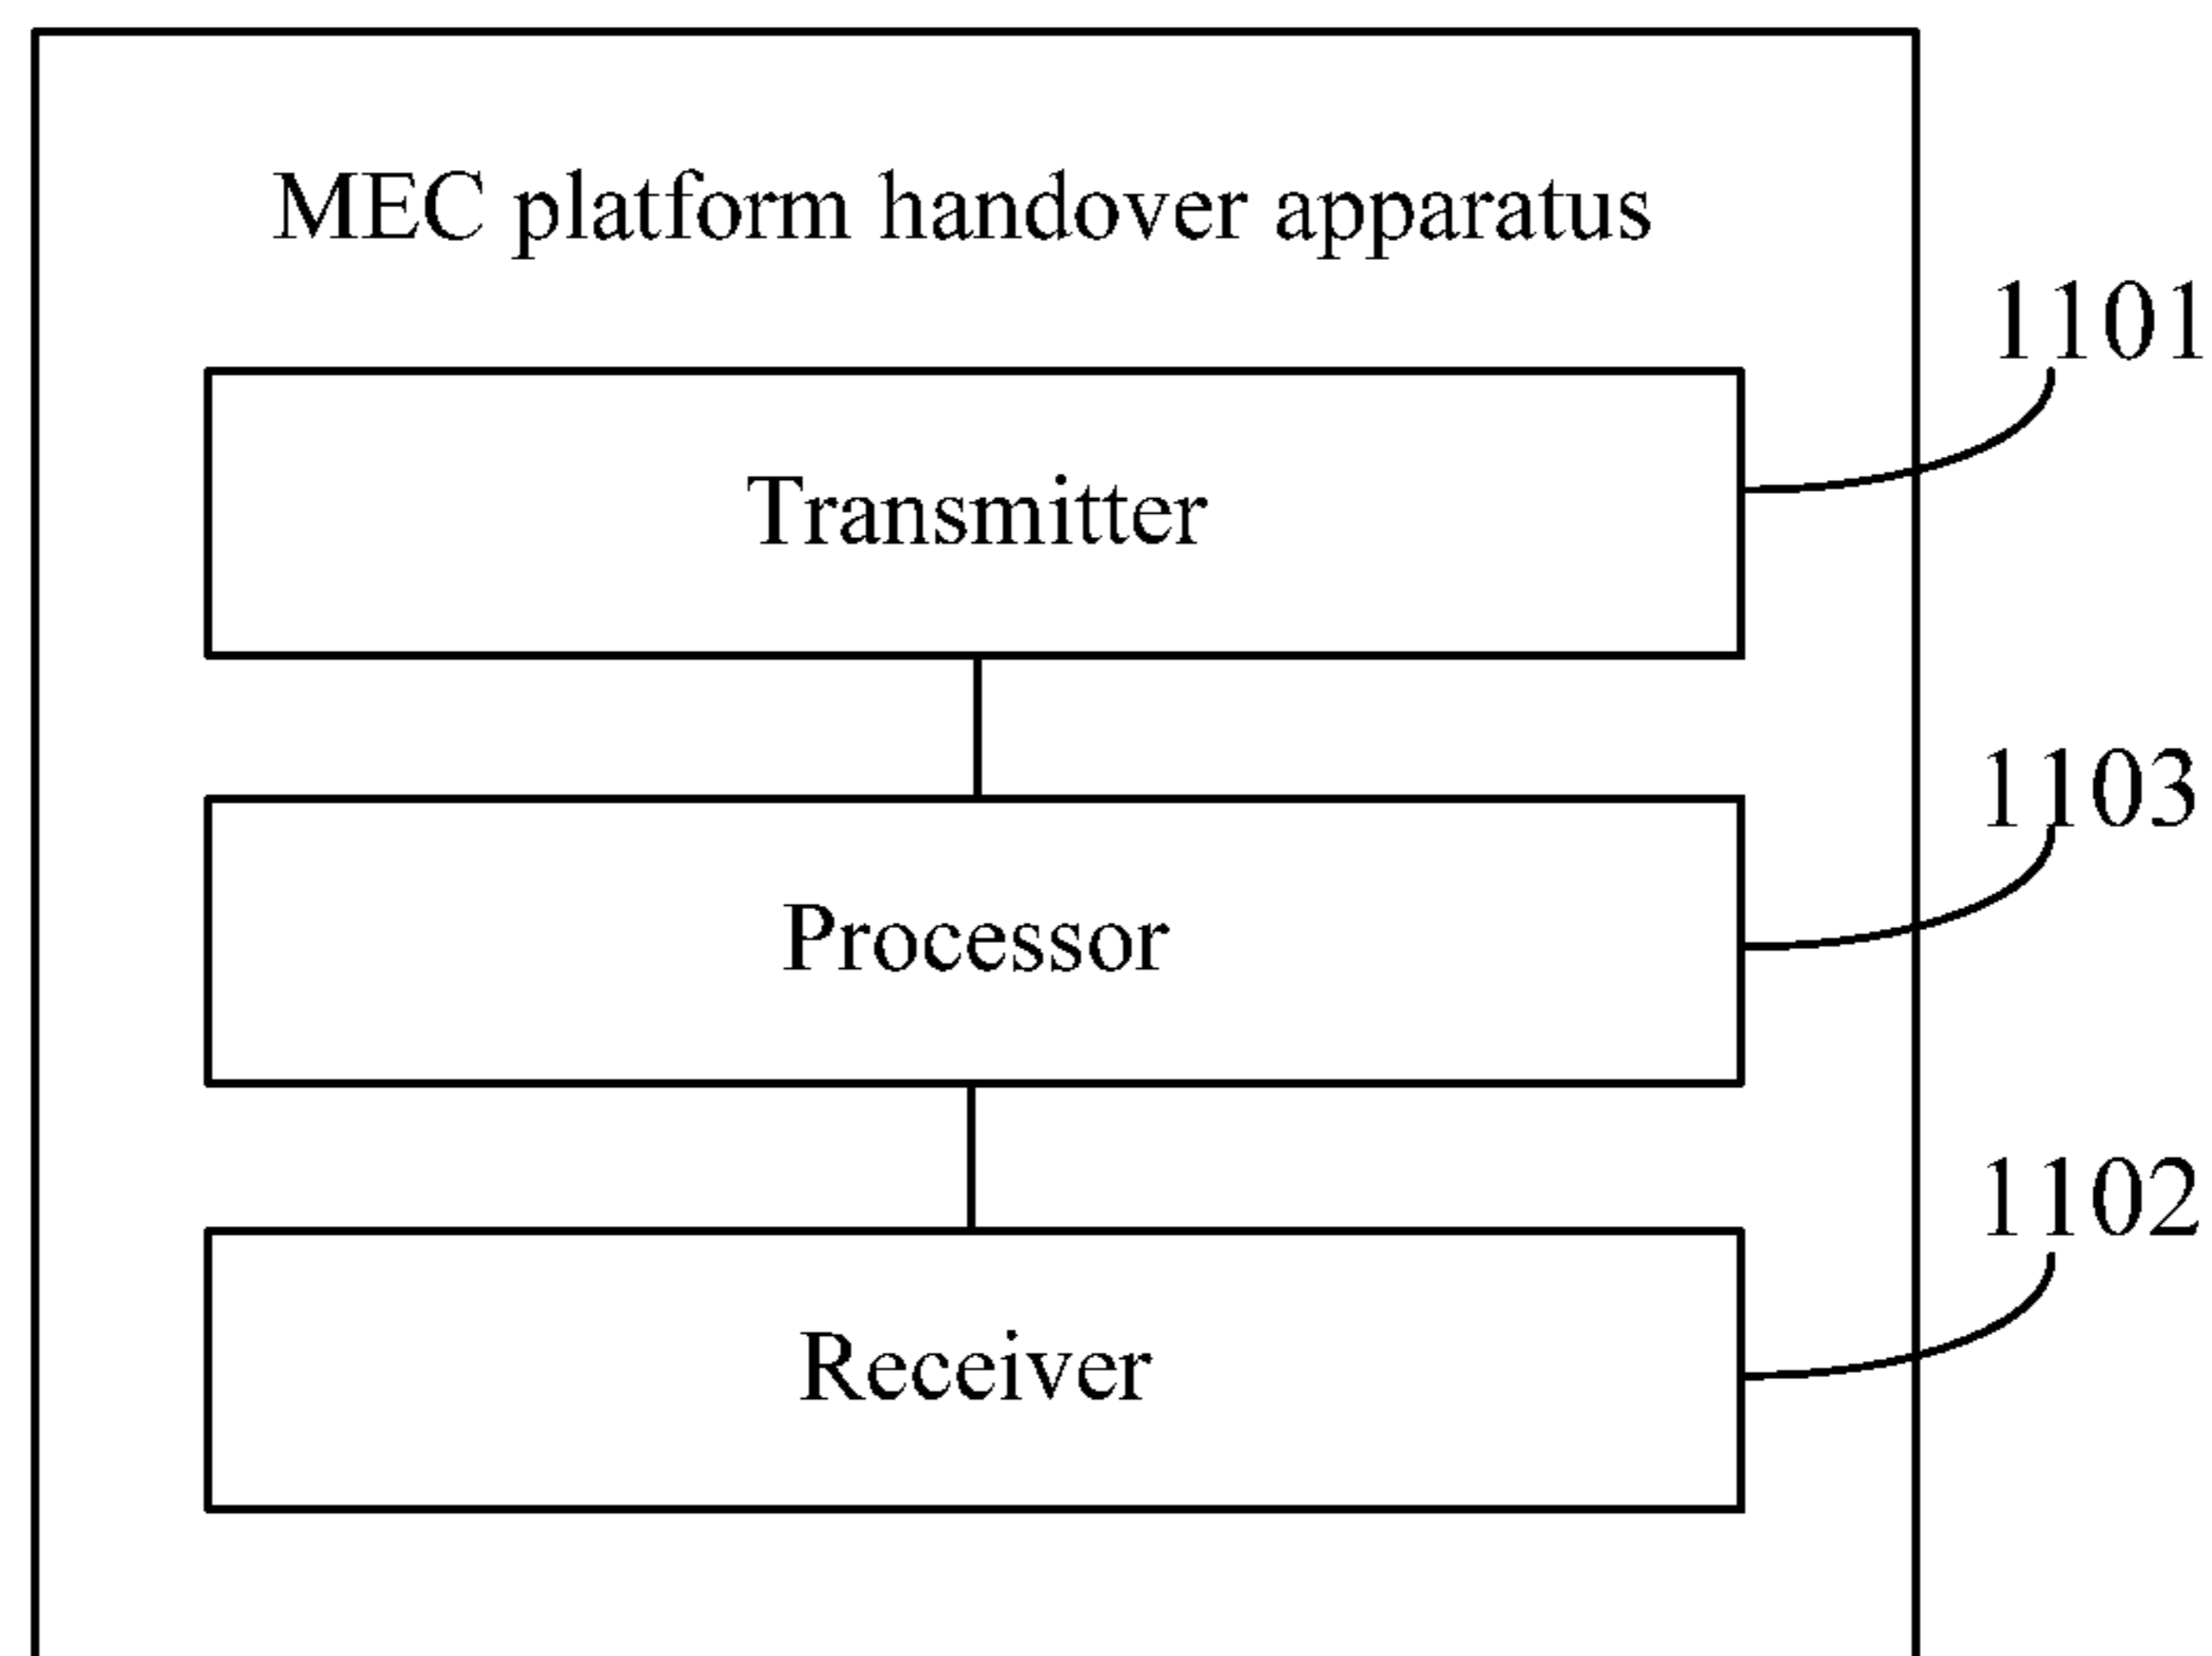 MEC platform handover apparatus
1101
Transmitter
1103
Processor
1102
Receiver